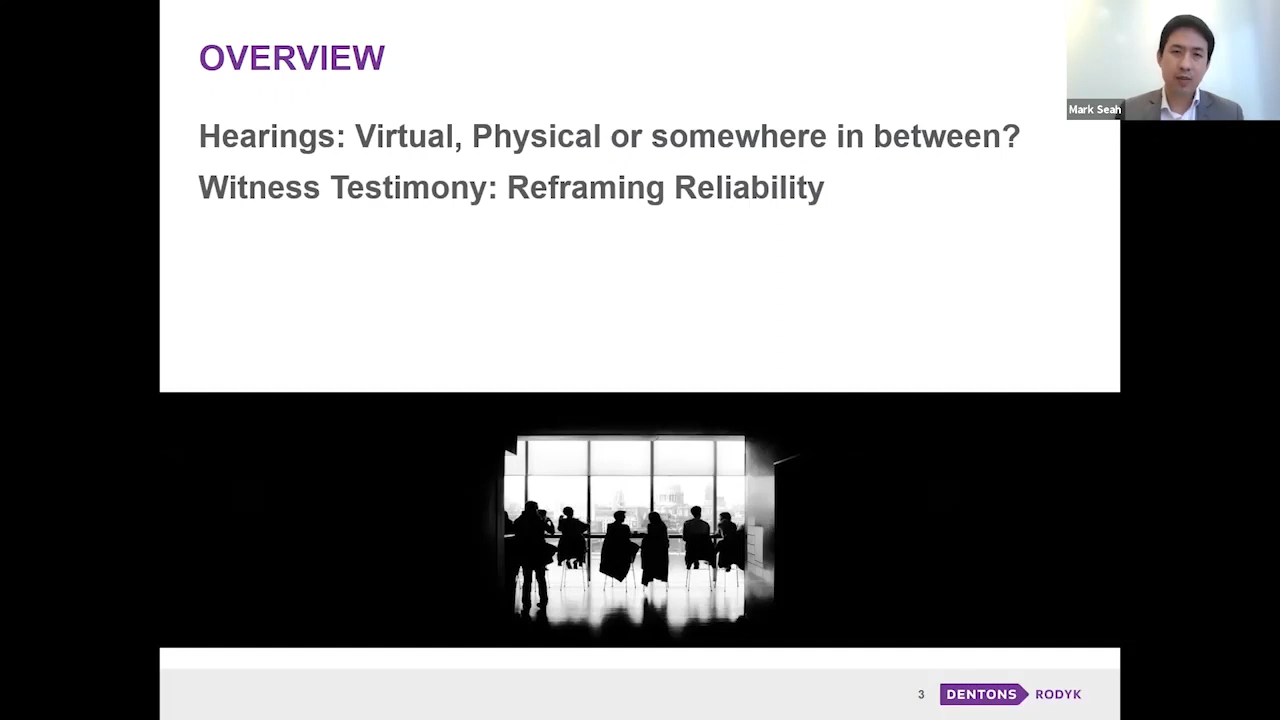 OVERVIEW
Mark Seah
Hearings: Virtual, Physical or somewhere in between?
Witness Testimony: Reframing Reliability
3 DENTONS RODYK